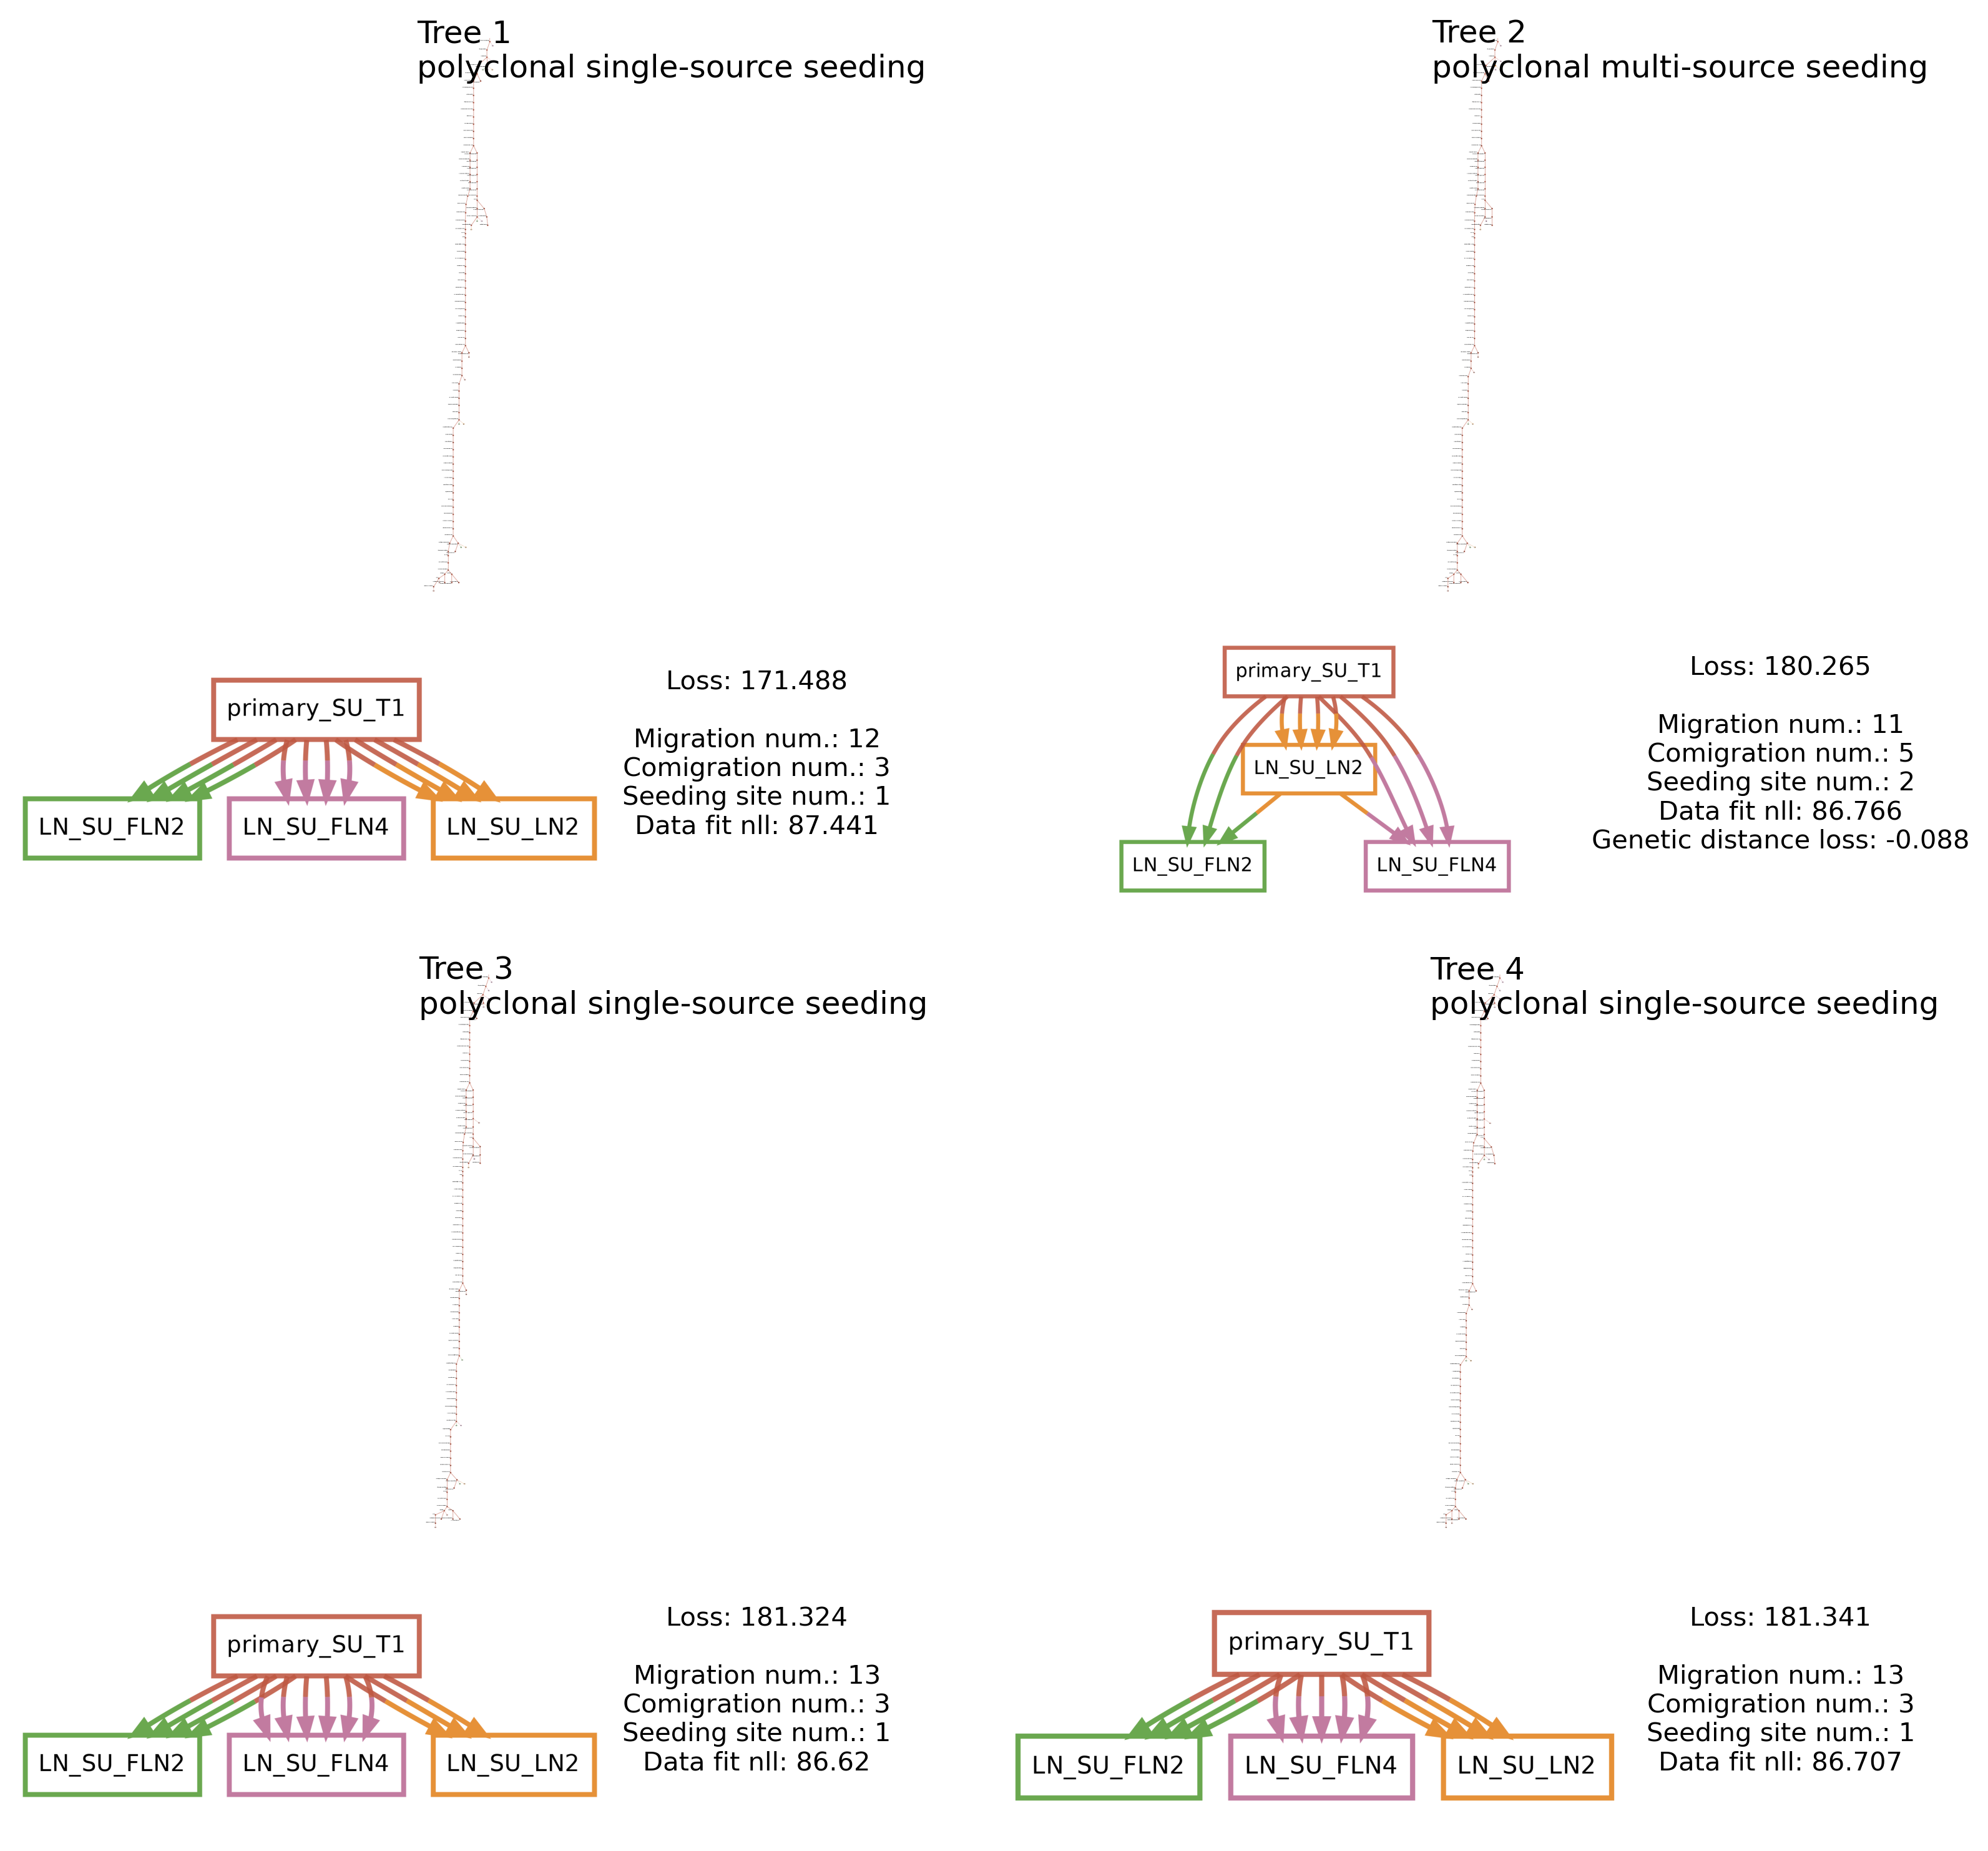 Tree 1
polyclonal single-source seeding
primary_SU_T1
LN_SU_FLN2
LN_SU_FLN4
LN_SU_LN2
Loss: 171.488
Migration num.: 12
Comigration num.: 3
Seeding site num.: 1
Data fit nll: 87.441
Tree 2
polyclonal multi-source seeding
primary_SU_T1
LN_SU_LN2
LN_SU_FLN2
LN_SU_FLN4
Loss: 180.265
Migration num.: 11
Comigration num.: 5
Seeding site num.: 2
Data fit nll: 86.766
Genetic distance loss: -0.088
Tree 3
polyclonal single-source seeding
primary_SU_T1
LN_SU_FLN2
LN_SU_FLN4
LN_SU_LN2
Loss: 181.324
Migration num.: 13
Comigration num.: 3
Seeding site num.: 1
Data fit nll: 86.62
Tree 4
polyclonal single-source seeding
primary_SU_T1
LN_SU_FLN2
LN_SU_FLN4
LN_SU_LN2
Loss: 181.341
Migration num.: 13
Comigration num.: 3
Seeding site num.: 1
Data fit nll: 86.707